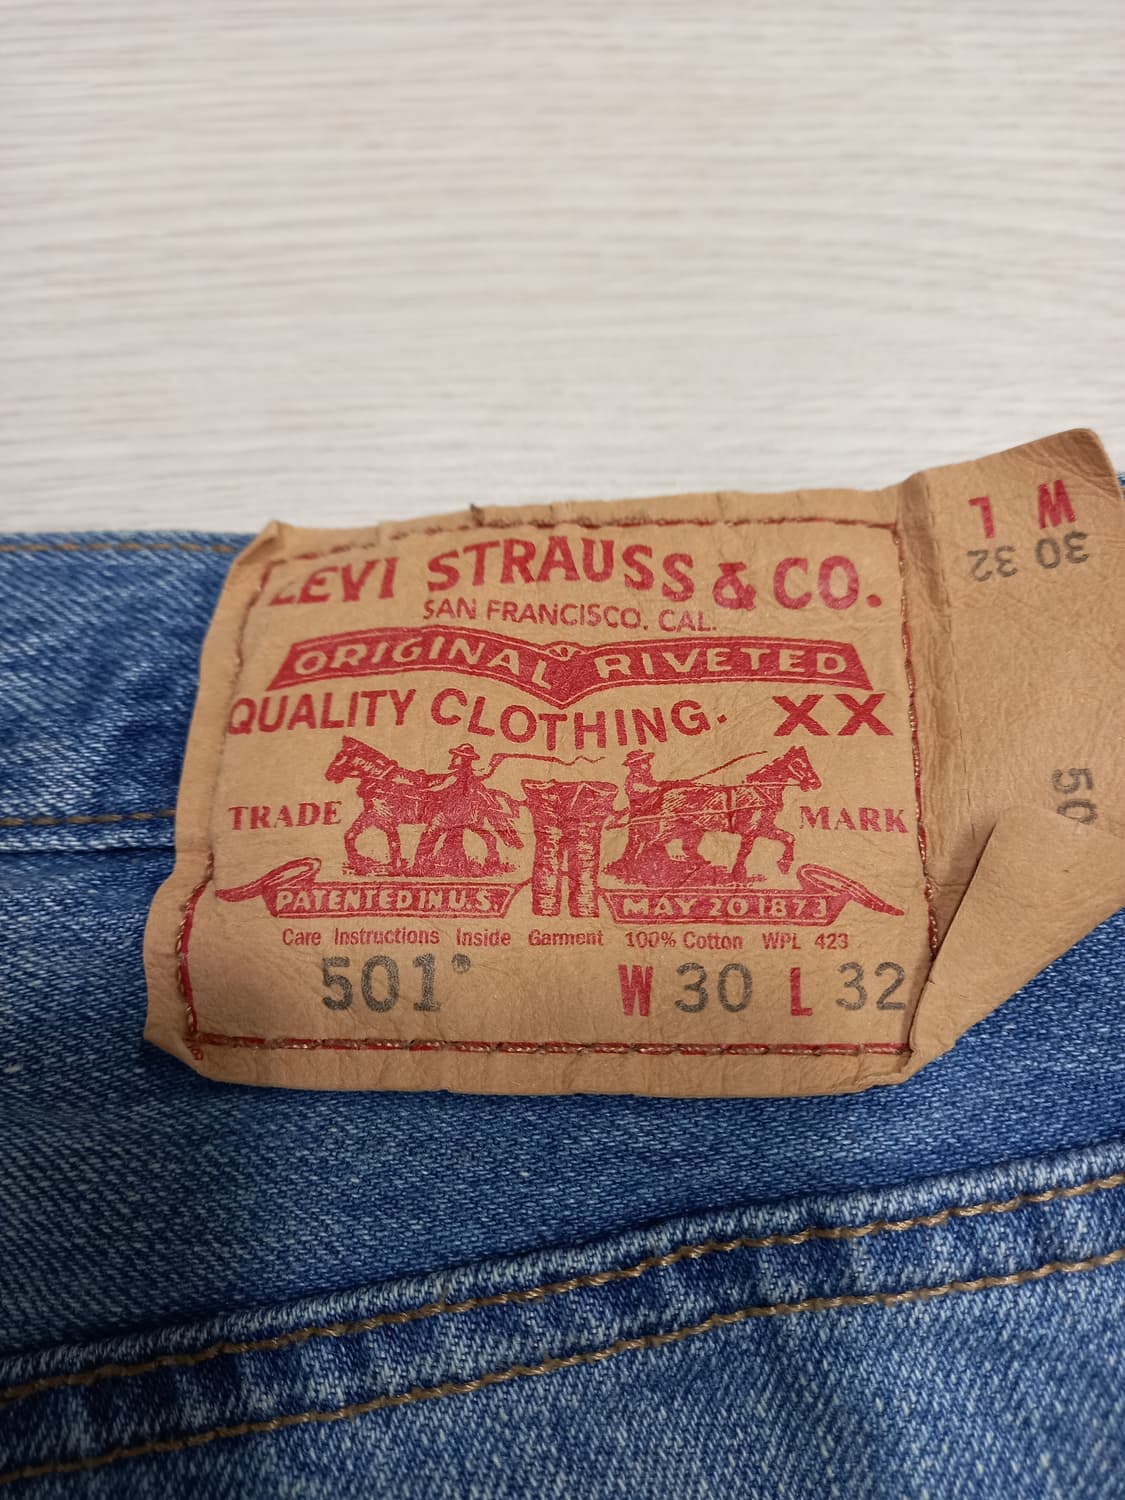 LEVI STRAUSS & CO.
SAN FRANCISCO. CAL.
ORIGINAL RIVETED
QUALITY CLOTHING. XX
TRADE MARK
PATENTED IN U.S. MAY 20 1873
Care Instructions Inside Garment 100% Cotton WPL 423
501® W 30 L 32
W L
30 32
50